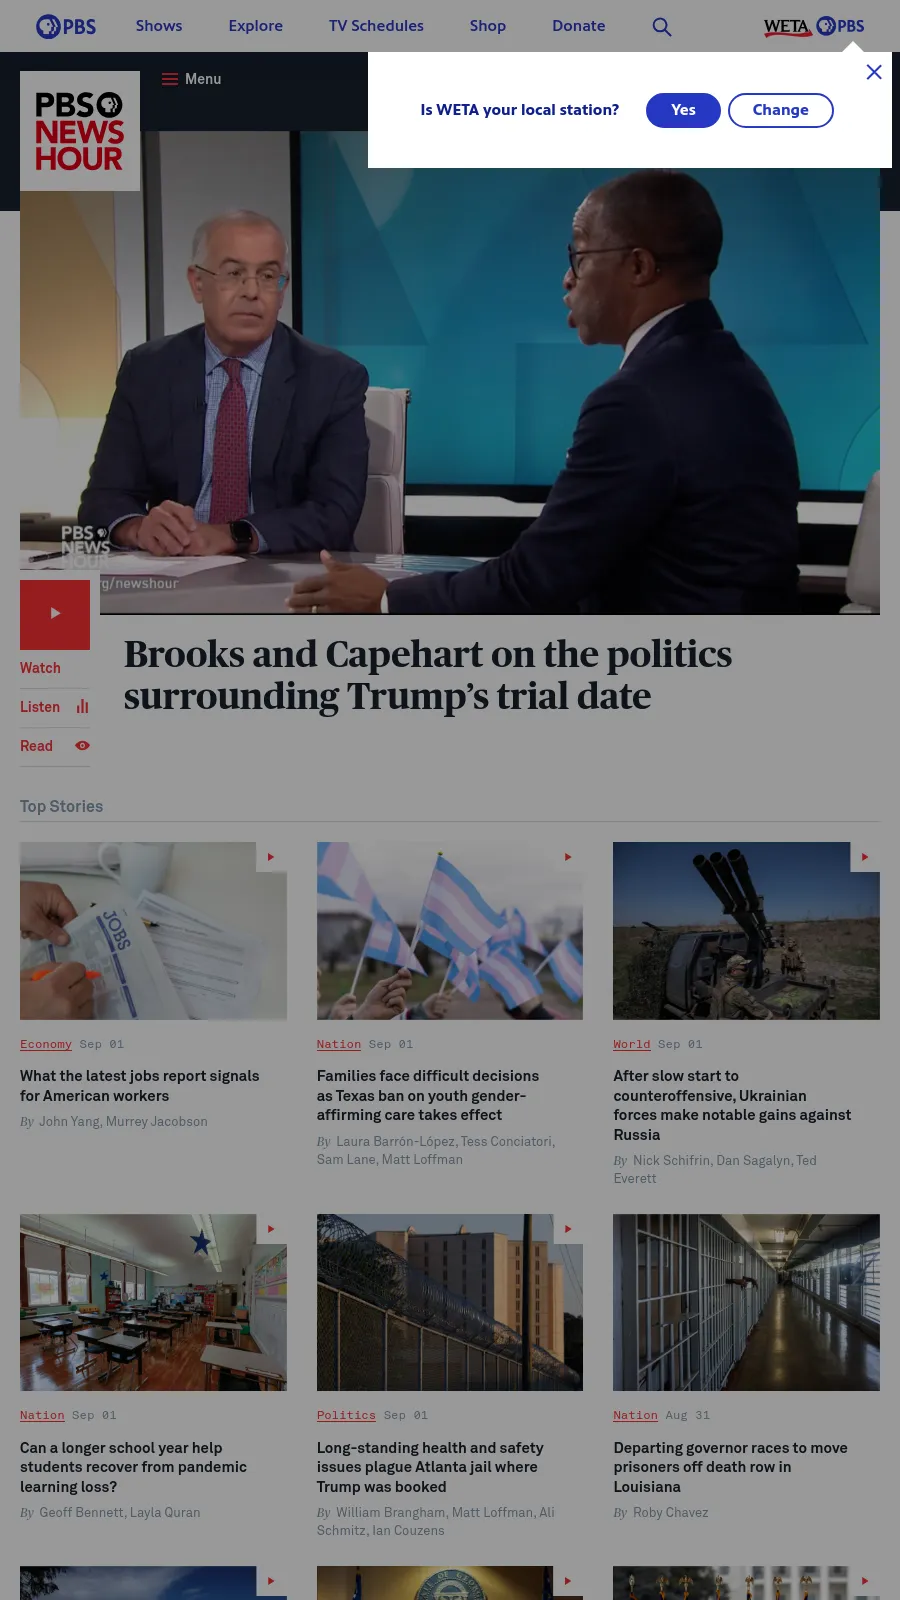 PBS
Shows
Explore
TV Schedules
Shop
Donate
WETA PBS
Menu
PBS
NEWS
HOUR
Is WETA your local station?
Yes
Change
PBS
NEWS
HOUR
rg/newshour
Watch
Listen
Read
Brooks and Capehart on the politics
surrounding Trump’s trial date
Top Stories
JOBS
Economy Sep 01
What the latest jobs report signals
for American workers
By John Yang, Murrey Jacobson
Nation Sep 01
Families face difficult decisions
as Texas ban on youth gender-
affirming care takes effect
By Laura Barrón-López, Tess Conciatori,
Sam Lane, Matt Loffman
World Sep 01
After slow start to
counteroffensive, Ukrainian
forces make notable gains against
Russia
By Nick Schifrin, Dan Sagalyn, Ted
Everett
Nation Sep 01
Can a longer school year help
students recover from pandemic
learning loss?
By Geoff Bennett, Layla Quran
Politics Sep 01
Long-standing health and safety
issues plague Atlanta jail where
Trump was booked
By William Brangham, Matt Loffman, Ali
Schmitz, Ian Couzens
Nation Aug 31
Departing governor races to move
prisoners off death row in
Louisiana
By Roby Chavez